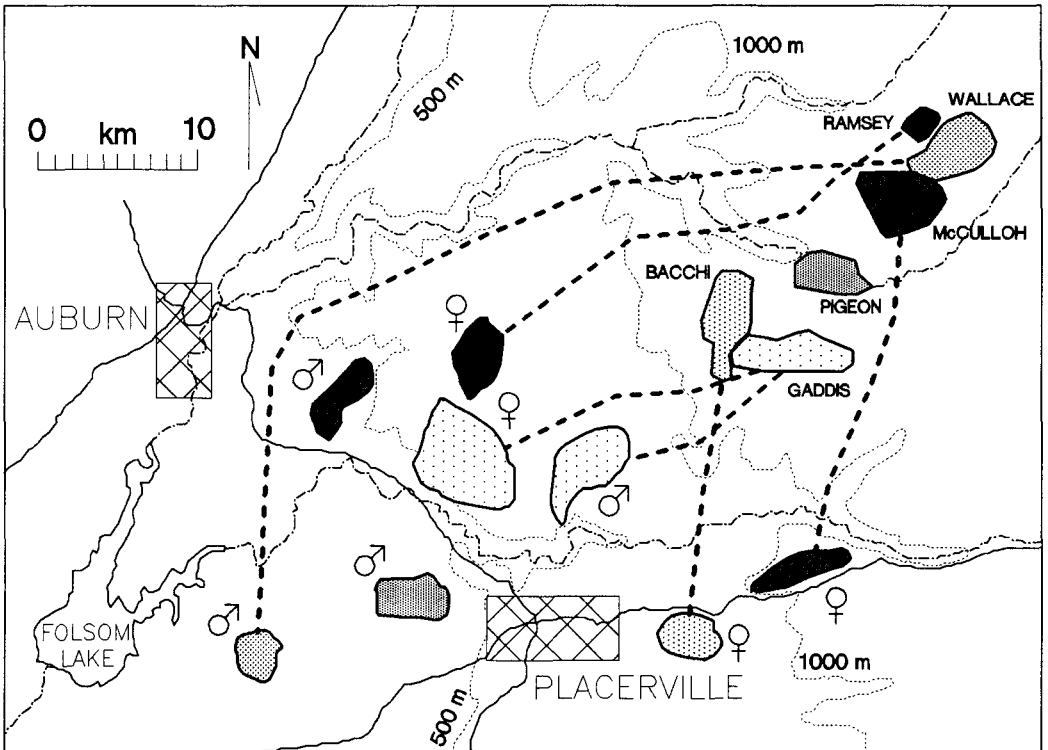 1000 m
N
500 m
WALLACE
RAMSEY
0 km 10
McCULLOH
BACCHI
PIGEON
AUBURN
GADDIS
FOLSOM
LAKE
PLACERVILLE
1000 m
500 m